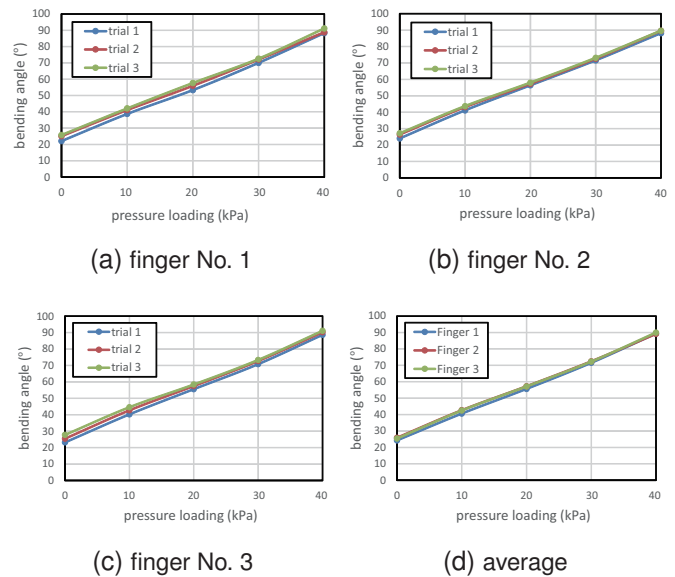 100
90
80
70
60
50
40
30
20
10
0
bending angle (°)
trial 1
trial 2
trial 3
0 10 20 30 40
pressure loading (kPa)
(a) finger No. 1
100
90
80
70
60
50
40
30
20
10
0
bending angle (°)
trial 1
trial 2
trial 3
0 10 20 30 40
pressure loading (kPa)
(b) finger No. 2
100
90
80
70
60
50
40
30
20
10
0
bending angle (°)
trial 1
trial 2
trial 3
0 10 20 30 40
pressure loading (kPa)
(c) finger No. 3
100
90
80
70
60
50
40
30
20
10
0
bending angle (°)
Finger 1
Finger 2
Finger 3
0 10 20 30 40
pressure loading (kPa)
(d) average